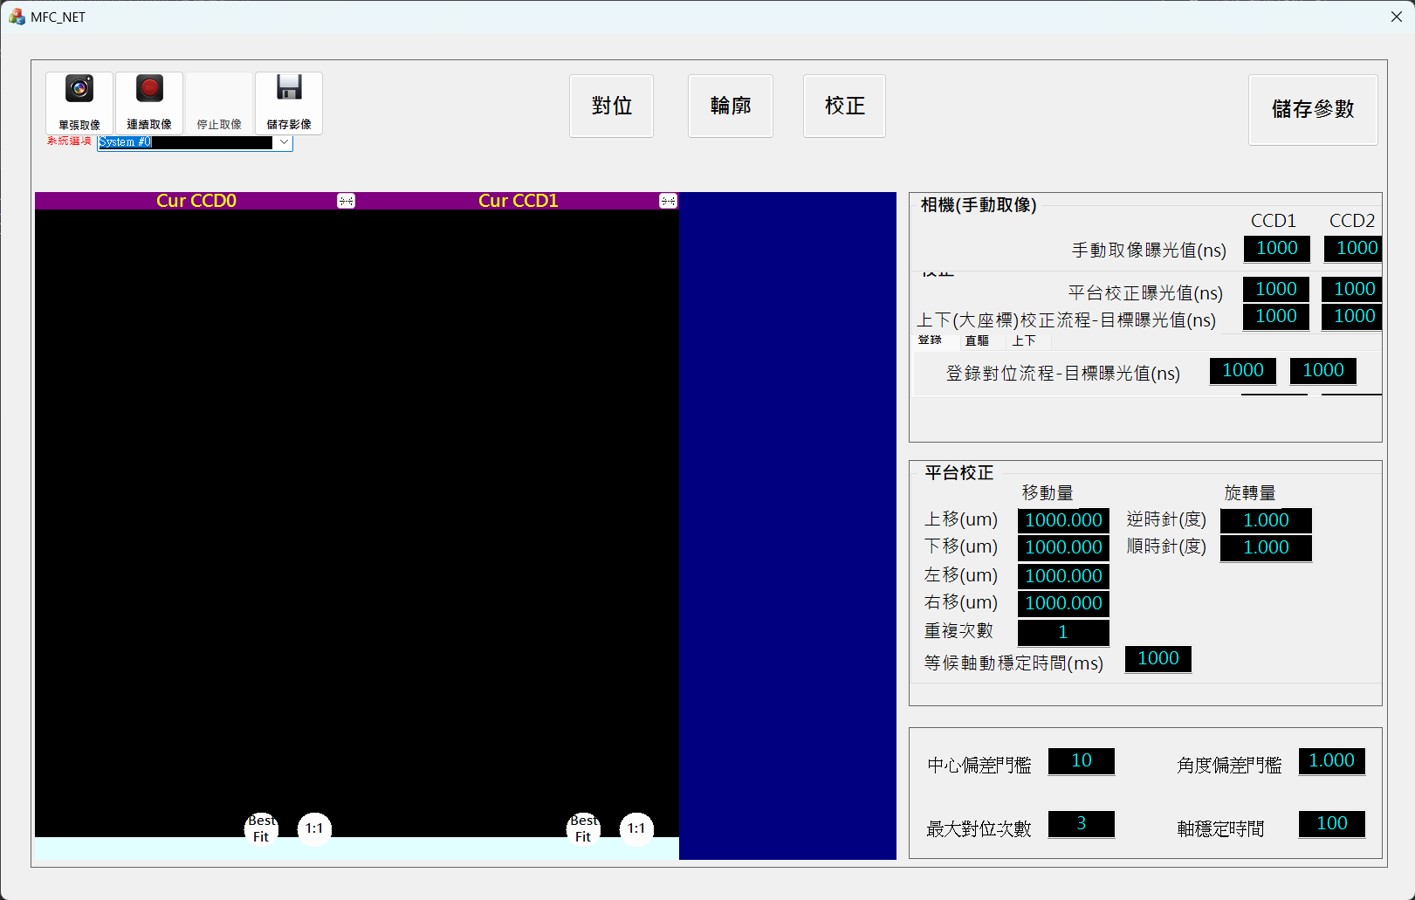 MFC_NET
單張取像 連續取像 停止取像 儲存影像
系統選項 System #0
對位 輪廓 校正 儲存參數
Cur CCD0 Cur CCD1
Best Fit 1:1 Best Fit 1:1
相機(手動取像)
CCD1 CCD2
手動取像曝光值(ns) 1000 1000
校正
平台校正曝光值(ns) 1000 1000
上下(大座標)校正流程-目標曝光值(ns) 1000 1000
登錄 直驅 上下
登錄對位流程-目標曝光值(ns) 1000 1000
平台校正
移動量 旋轉量
上移(um) 1000.000 逆時針(度) 1.000
下移(um) 1000.000 順時針(度) 1.000
左移(um) 1000.000
右移(um) 1000.000
重複次數 1
等候軸動穩定時間(ms) 1000
中心偏差門檻 10 角度偏差門檻 1.000
最大對位次數 3 軸穩定時間 100